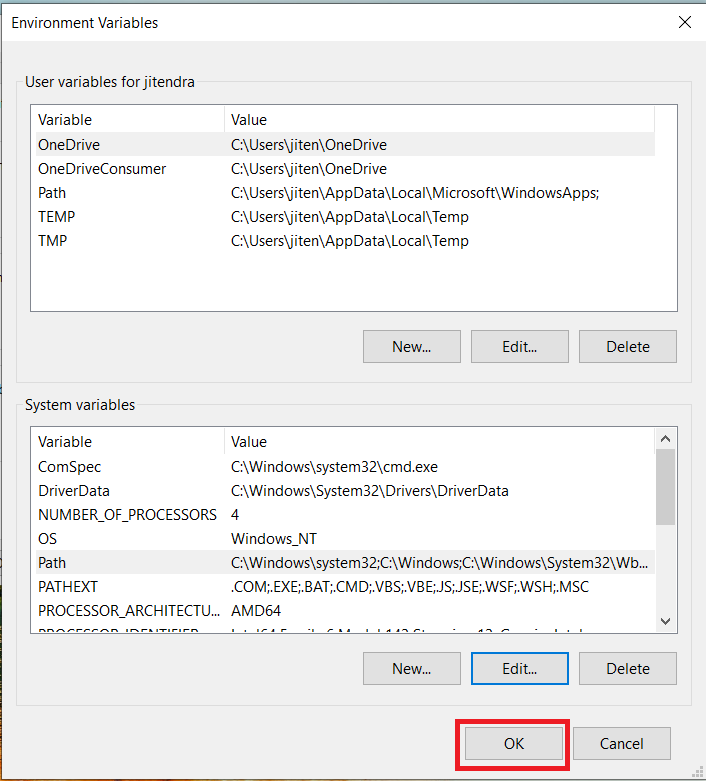 Environment Variables
User variables for jitendra
Variable Value
OneDrive C:\Users\jiten\OneDrive
OneDriveConsumer C:\Users\jiten\OneDrive
Path C:\Users\jiten\AppData\Local\Microsoft\WindowsApps;
TEMP C:\Users\jiten\AppData\Local\Temp
TMP C:\Users\jiten\AppData\Local\Temp
New... Edit... Delete
System variables
Variable Value
ComSpec C:\Windows\system32\cmd.exe
DriverData C:\Windows\System32\Drivers\DriverData
NUMBER_OF_PROCESSORS 4
OS Windows_NT
Path C:\Windows\system32;C:\Windows;C:\Windows\System32\Wb...
PATHEXT .COM;.EXE;.BAT;.CMD;.VBS;.VBE;.JS;.JSE;.WSF;.WSH;.MSC
PROCESSOR_ARCHITECTU... AMD64
New... Edit... Delete
OK Cancel